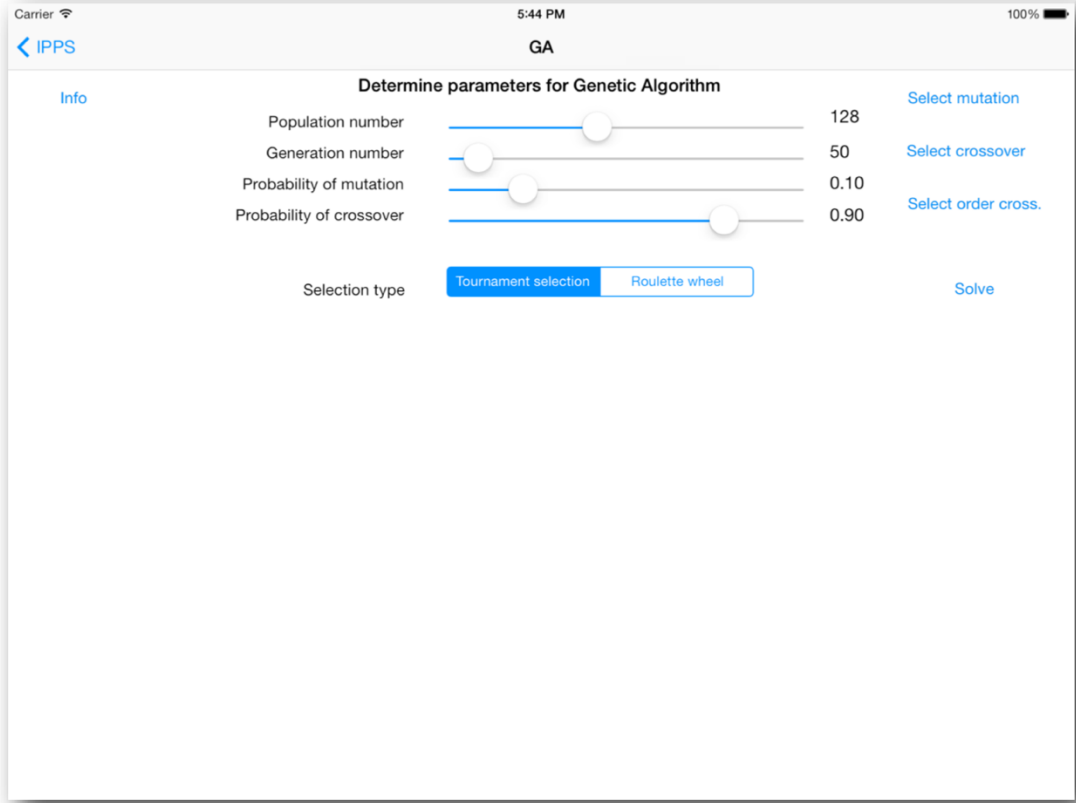 Carrier 5:44 PM 100%
IPPS GA
Determine parameters for Genetic Algorithm
Info Select mutation
Population number 128
Generation number 50 Select crossover
Probability of mutation 0.10
Probability of crossover 0.90 Select order cross.
Selection type Tournament selection Roulette wheel Solve